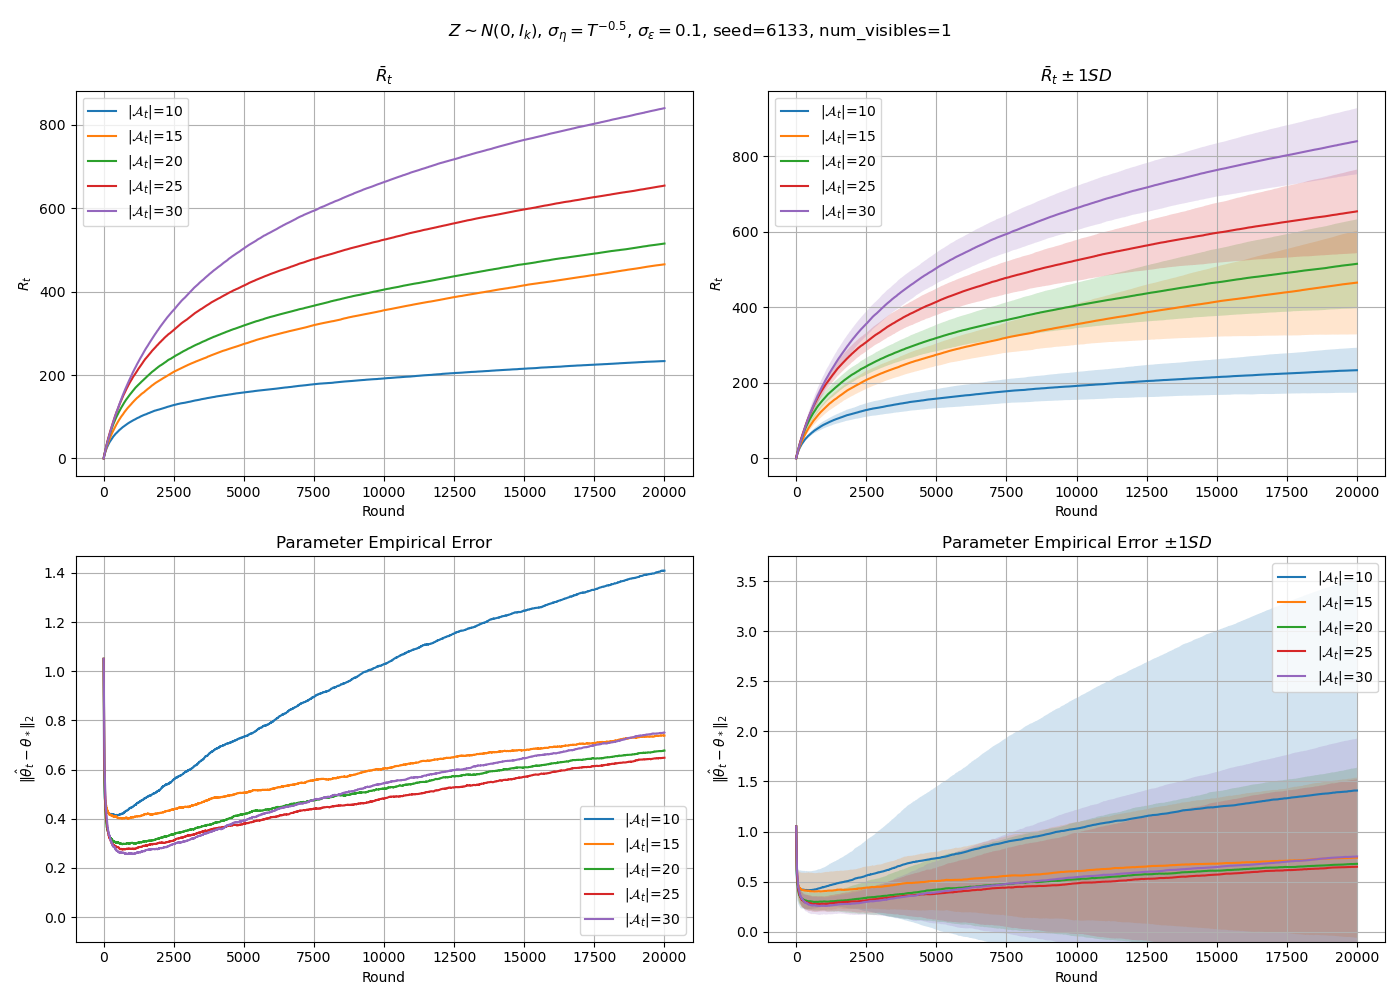 Z ∼ N(0, I_k), σ_η = T^{−0.5}, σ_ε = 0.1, seed=6133, num_visibles=1
R̄_t
R_t
800
600
400
200
0
|𝒜_t|=10
|𝒜_t|=15
|𝒜_t|=20
|𝒜_t|=25
|𝒜_t|=30
0 2500 5000 7500 10000 12500 15000 17500 20000
Round
R̄_t ± 1SD
R_t
800
600
400
200
0
|𝒜_t|=10
|𝒜_t|=15
|𝒜_t|=20
|𝒜_t|=25
|𝒜_t|=30
0 2500 5000 7500 10000 12500 15000 17500 20000
Round
Parameter Empirical Error
‖θ̂_t − θ_*‖_2
1.4
1.2
1.0
0.8
0.6
0.4
0.2
0.0
|𝒜_t|=10
|𝒜_t|=15
|𝒜_t|=20
|𝒜_t|=25
|𝒜_t|=30
0 2500 5000 7500 10000 12500 15000 17500 20000
Round
Parameter Empirical Error ±1SD
‖θ̂_t − θ_*‖_2
3.5
3.0
2.5
2.0
1.5
1.0
0.5
0.0
|𝒜_t|=10
|𝒜_t|=15
|𝒜_t|=20
|𝒜_t|=25
|𝒜_t|=30
0 2500 5000 7500 10000 12500 15000 17500 20000
Round